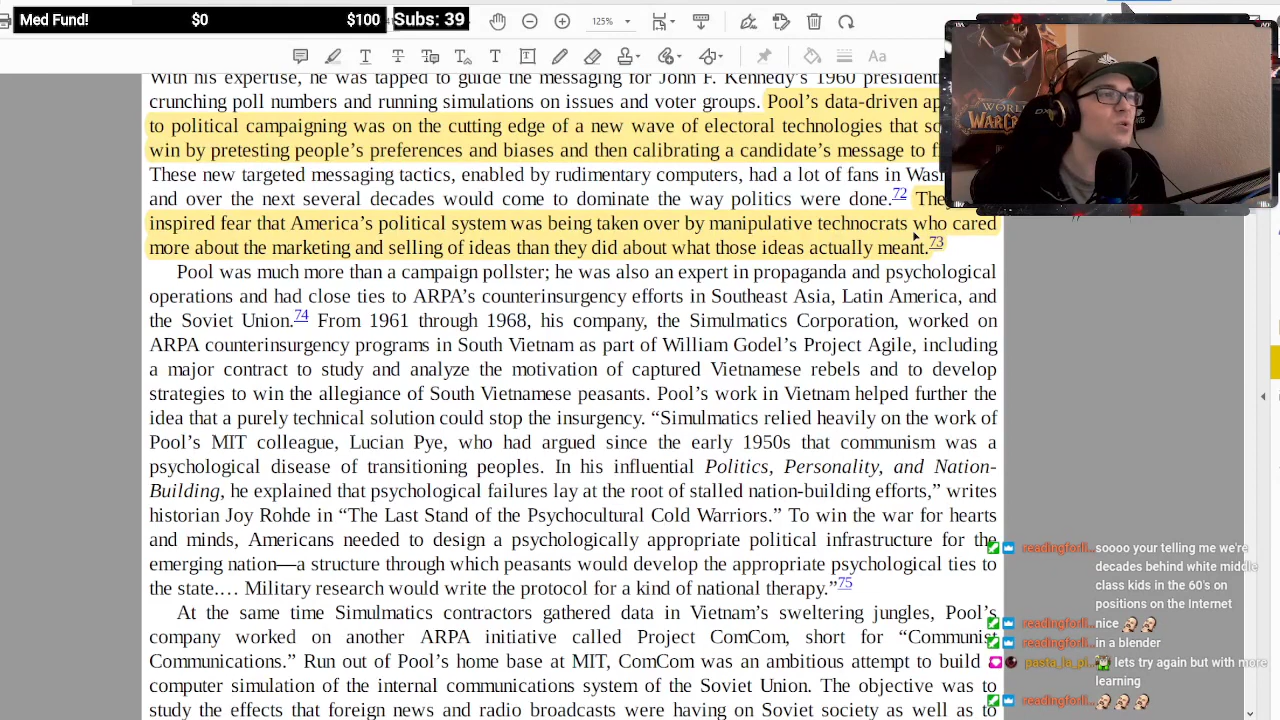 Med Fund!
$0
$100
Subs: 39
125%
With his expertise, he was tapped to guide the messaging for John F. Kennedy's 1960
crunching poll numbers and running simulations on issues and voter groups. Pool's data-driven
to political campaigning was on the cutting edge of a new wave of electoral technologies that
win by pretesting people's preferences and biases and then calibrating a candidate's message to
These new targeted messaging tactics, enabled by rudimentary computers, had a lot of fans in
and over the next several decades would come to dominate the way politics were done.72
inspired fear that America's political system was being taken over by manipulative technocrats who cared
more about the marketing and selling of ideas than they did about what those ideas actually meant.73
Pool was much more than a campaign pollster; he was also an expert in propaganda and psychological
operations and had close ties to ARPA's counterinsurgency efforts in Southeast Asia, Latin America, and
the Soviet Union.74 From 1961 through 1968, his company, the Simulmatics Corporation, worked on
ARPA counterinsurgency programs in South Vietnam as part of William Godel's Project Agile, including
a major contract to study and analyze the motivation of captured Vietnamese rebels and to develop
strategies to win the allegiance of South Vietnamese peasants. Pool's work in Vietnam helped further the
idea that a purely technical solution could stop the insurgency. “Simulmatics relied heavily on the work of
Pool's MIT colleague, Lucian Pye, who had argued since the early 1950s that communism was a
psychological disease of transitioning peoples. In his influential Politics, Personality, and Nation-
Building, he explained that psychological failures lay at the root of stalled nation-building efforts,” writes
historian Joy Rohde in “The Last Stand of the Psychocultural Cold Warriors.” To win the war for hearts
and minds, Americans needed to design a psychologically appropriate political infrastructure for the
emerging nation—a structure through which peasants would develop the appropriate psychological ties to
the state.… Military research would write the protocol for a kind of national therapy.”75
At the same time Simulmatics contractors gathered data in Vietnam's sweltering jungles, Pool's
company worked on another ARPA initiative called Project ComCom, short for “Communist
Communications.” Run out of Pool's home base at MIT, ComCom was an ambitious attempt to build
computer simulation of the internal communications system of the Soviet Union. The objective was to
study the effects that foreign news and radio broadcasts were having on Soviet society as well as to
WORLD
WARCRAFT
readingforli... soooo your telling me we're
decades behind white middle
class kids in the 60's on
positions on the Internet
readingforli... nice
readingforli... in a blender
pasta_la_pi... lets try again but with more
learning
readingforli...